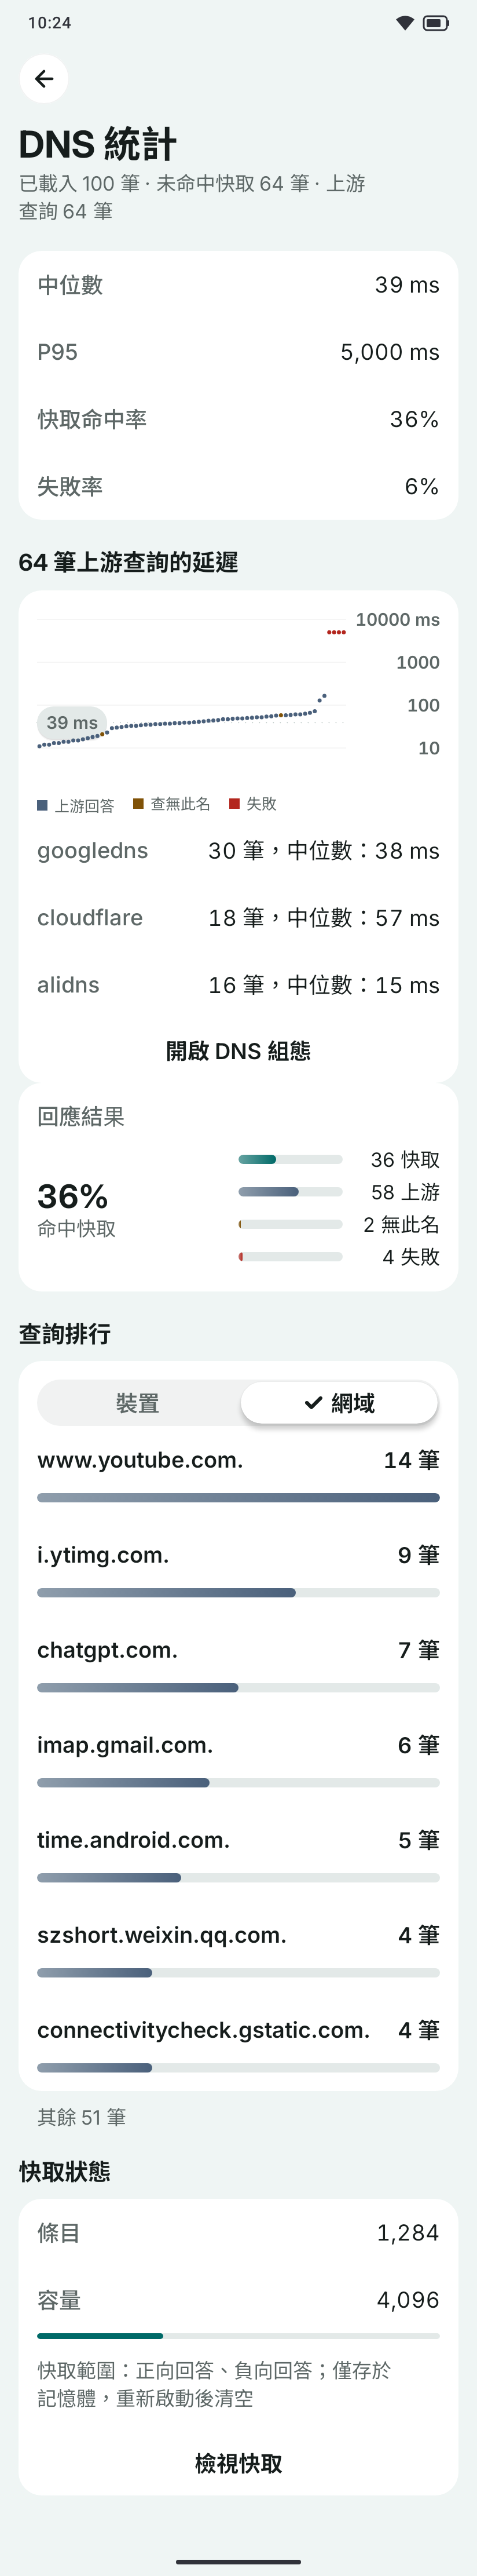 10:24
DNS 統計
已載入 100 筆 · 未命中快取 64 筆 · 上游
查詢 64 筆
中位數 39 ms
P95 5,000 ms
快取命中率 36%
失敗率 6%
64 筆上游查詢的延遲
10000 ms
1000
100
10
39 ms
上游回答 查無此名 失敗
googledns 30 筆，中位數：38 ms
cloudflare 18 筆，中位數：57 ms
alidns 16 筆，中位數：15 ms
開啟 DNS 組態
回應結果
36%
命中快取
36 快取
58 上游
2 無此名
4 失敗
查詢排行
裝置 網域
www.youtube.com. 14 筆
i.ytimg.com. 9 筆
chatgpt.com. 7 筆
imap.gmail.com. 6 筆
time.android.com. 5 筆
szshort.weixin.qq.com. 4 筆
connectivitycheck.gstatic.com. 4 筆
其餘 51 筆
快取狀態
條目 1,284
容量 4,096
快取範圍：正向回答、負向回答；僅存於
記憶體，重新啟動後清空
檢視快取